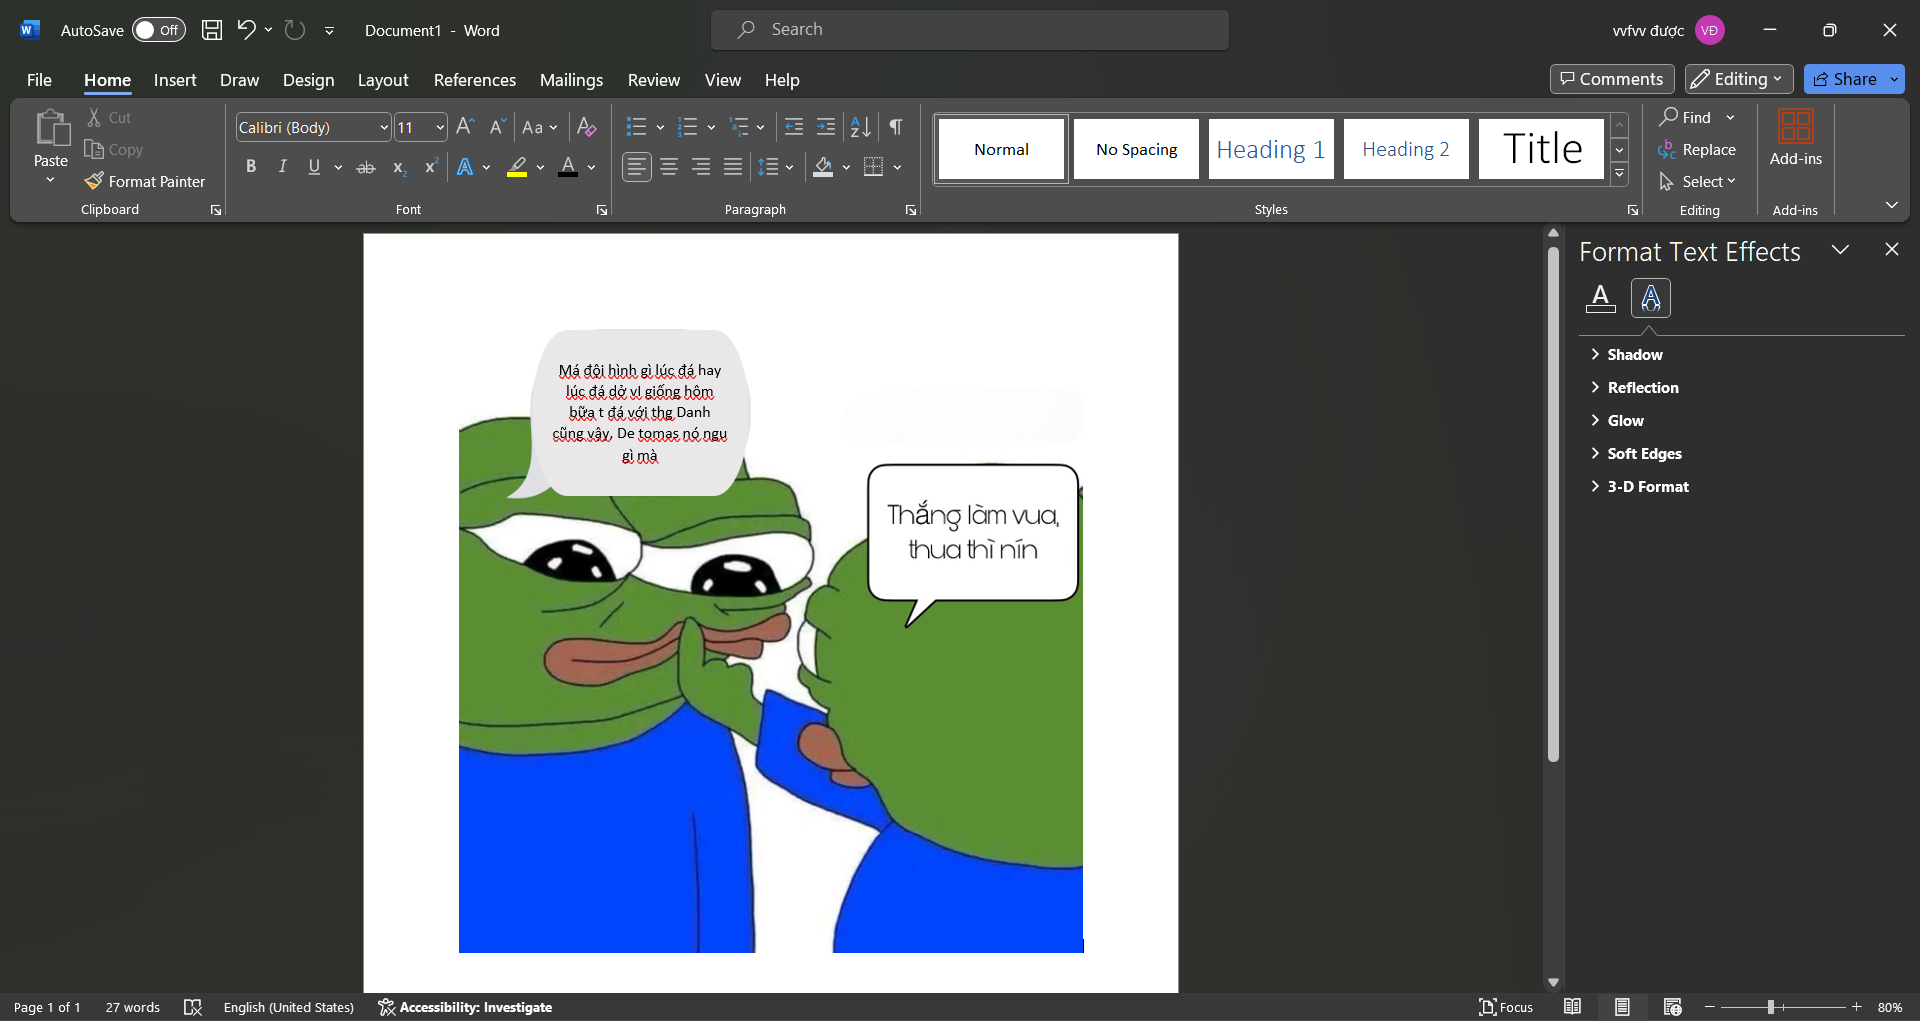 AutoSave Off Document1 - Word Search vvfvv được VĐ
File Home Insert Draw Design Layout References Mailings Review View Help Comments Editing Share
Paste Cut Copy Format Painter Clipboard
Calibri (Body) 11 Font
Paragraph
Normal No Spacing Heading 1 Heading 2 Title Styles
Find Replace Select Editing
Add-ins Add-ins
Format Text Effects
Shadow
Reflection
Glow
Soft Edges
3-D Format
Má đội hình gì lúc đá hay
lúc đá dở vl giống hôm
bữa t đá với thg Danh
cũng vậy, De tomas nó ngu
gì mà
Thắng làm vua,
thua thì nín
Page 1 of 1 27 words English (United States) Accessibility: Investigate Focus 80%